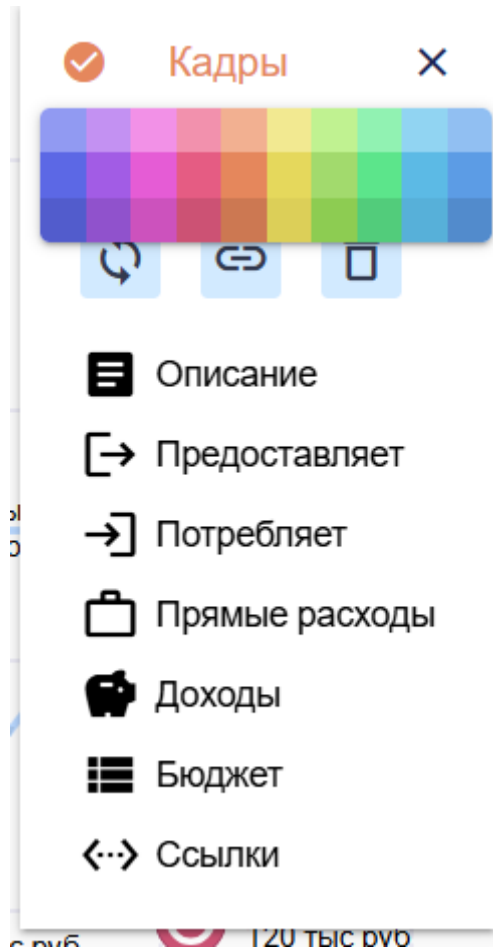 Кадры
Описание
Предоставляет
Потребляет
Прямые расходы
Доходы
Бюджет
Ссылки
120 тыс руб